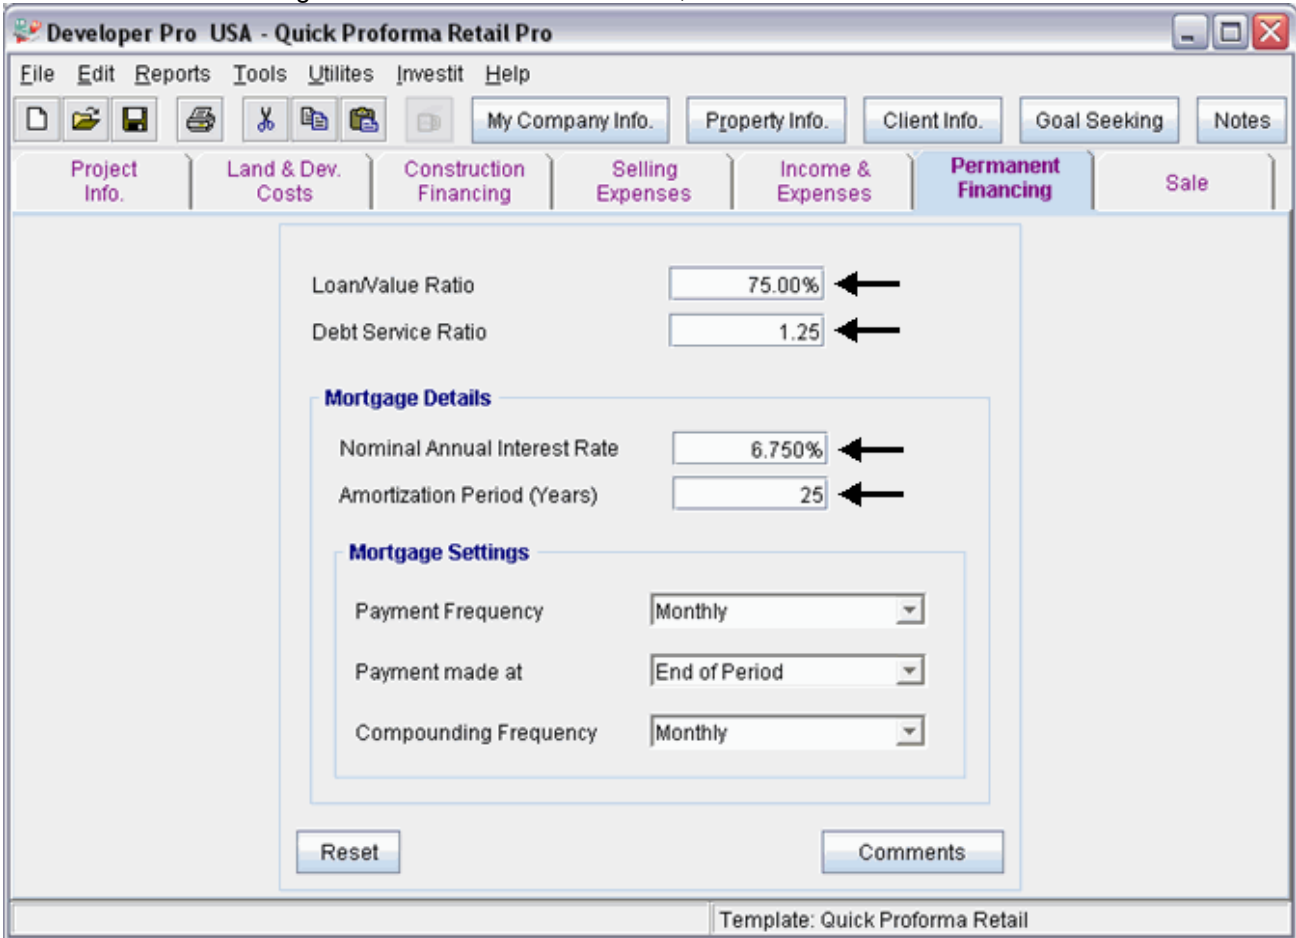 Developer Pro USA - Quick Proforma Retail Pro
File Edit Reports Tools Utilites Investit Help
My Company Info. Property Info. Client Info. Goal Seeking Notes
Project Info. Land & Dev. Costs Construction Financing Selling Expenses Income & Expenses Permanent Financing Sale
Loan/Value Ratio 75.00%
Debt Service Ratio 1.25
Mortgage Details
Nominal Annual Interest Rate 6.750%
Amortization Period (Years) 25
Mortgage Settings
Payment Frequency Monthly
Payment made at End of Period
Compounding Frequency Monthly
Reset Comments
Template: Quick Proforma Retail